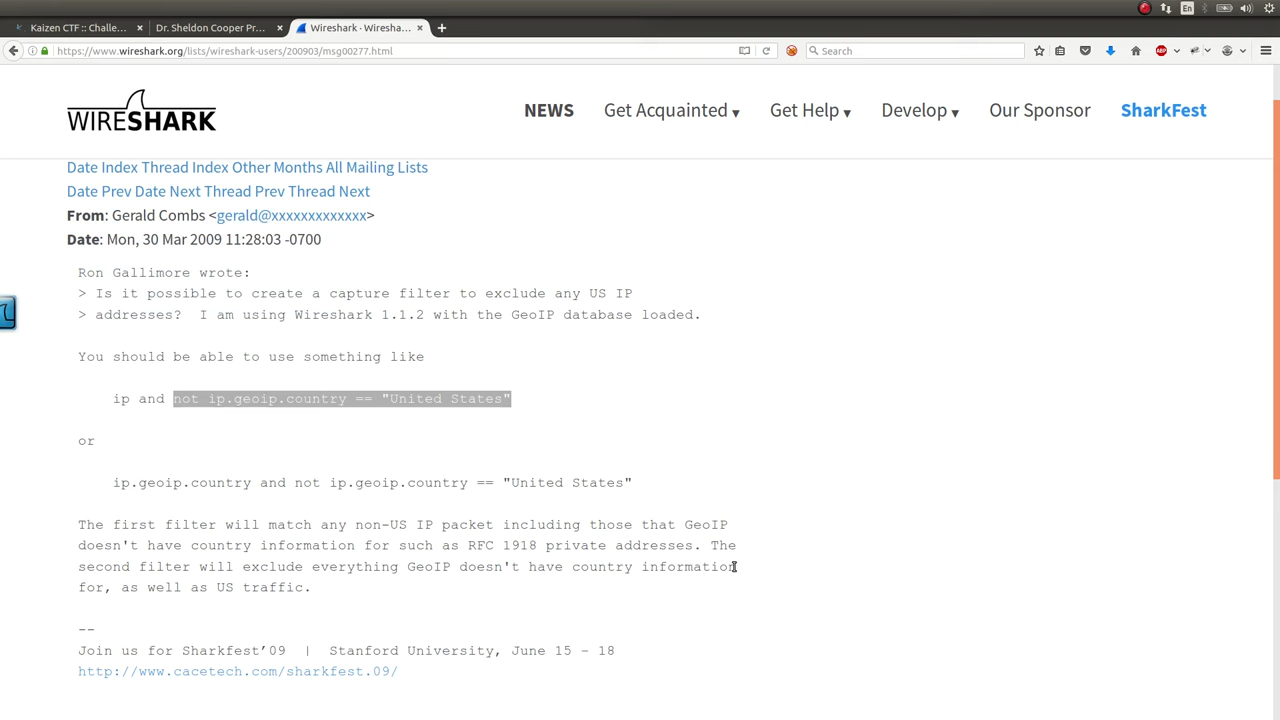 Kaizen CTF :: Challe...
Dr. Sheldon Cooper Pr...
Wireshark · Wiresha...
En
https://www.wireshark.org/lists/wireshark-users/200903/msg00277.html
Search
ABP
WIRESHARK
NEWS
Get Acquainted
Get Help
Develop
Our Sponsor
SharkFest
Date Index Thread Index Other Months All Mailing Lists
Date Prev Date Next Thread Prev Thread Next
From: Gerald Combs <gerald@xxxxxxxxxxxxx>
Date: Mon, 30 Mar 2009 11:28:03 -0700
Ron Gallimore wrote:
> Is it possible to create a capture filter to exclude any US IP
> addresses?  I am using Wireshark 1.1.2 with the GeoIP database loaded.
You should be able to use something like
ip and not ip.geoip.country == "United States"
or
ip.geoip.country and not ip.geoip.country == "United States"
The first filter will match any non-US IP packet including those that GeoIP
doesn't have country information for such as RFC 1918 private addresses. The
second filter will exclude everything GeoIP doesn't have country information
for, as well as US traffic.
--
Join us for Sharkfest’09  |  Stanford University, June 15 – 18
http://www.cacetech.com/sharkfest.09/